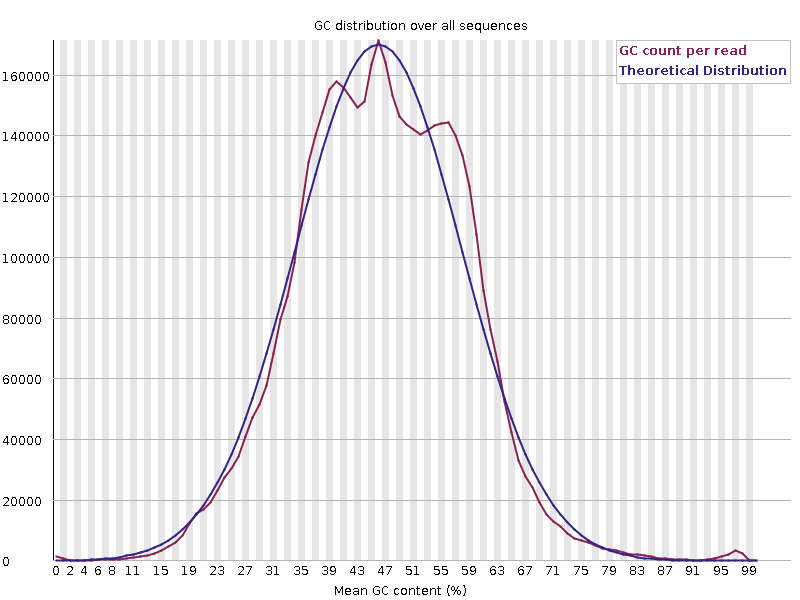 GC distribution over all sequences
GC count per read
Theoretical Distribution
160000
140000
120000
100000
80000
60000
40000
20000
0
0 2 4 6 8 11 15 19 23 27 31 35 39 43 47 51 55 59 63 67 71 75 79 83 87 91 95 99
Mean GC content (%)